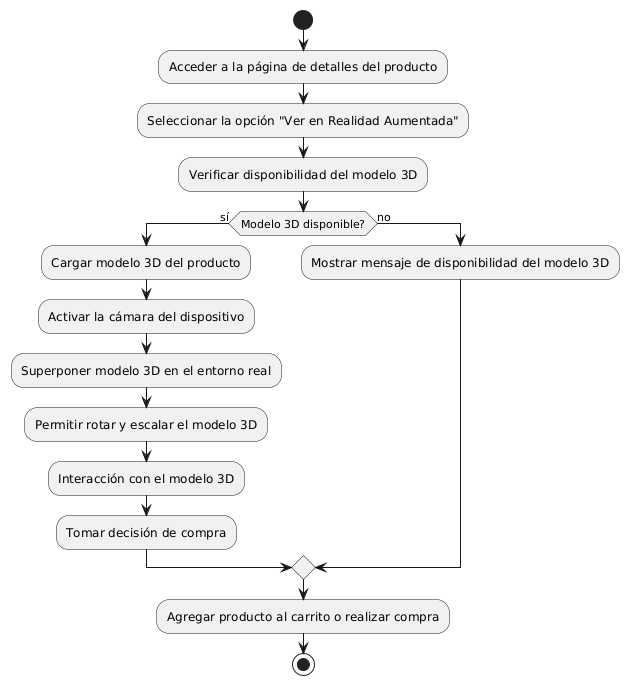 Acceder a la página de detalles del producto
Seleccionar la opción "Ver en Realidad Aumentada"
Verificar disponibilidad del modelo 3D
sí
Modelo 3D disponible?
no
Cargar modelo 3D del producto
Mostrar mensaje de disponibilidad del modelo 3D
Activar la cámara del dispositivo
Superponer modelo 3D en el entorno real
Permitir rotar y escalar el modelo 3D
Interacción con el modelo 3D
Tomar decisión de compra
Agregar producto al carrito o realizar compra